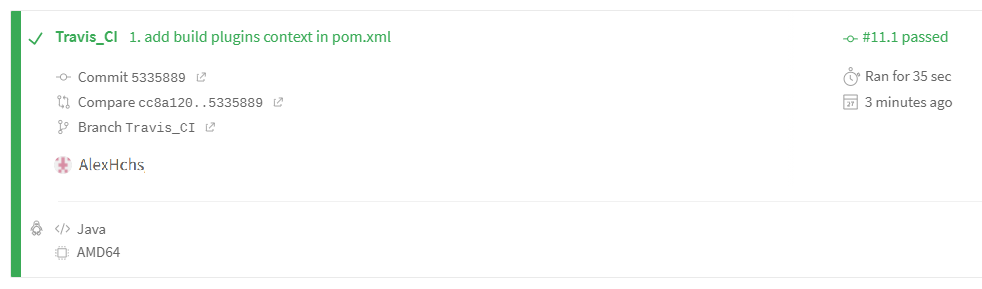 Travis_CI 1. add build plugins context in pom.xml
#11.1 passed
Commit 5335889
Ran for 35 sec
Compare cc8a120..5335889
27 3 minutes ago
Branch Travis_CI
AlexHchs
</> Java
AMD64